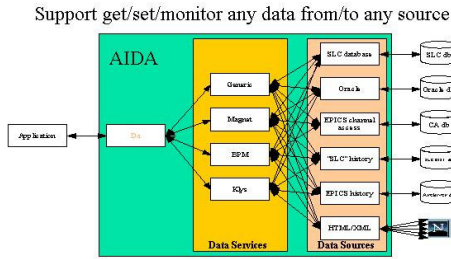 Support get/set/monitor any data from/to any source
AIDA
Application
Da
Generic
Magnet
BPM
Klys
Data Services
SLC database
Oracle
EPICS channel
access
"SLC" history
EPICS history
HTML/XML
Data Sources
SLC db
Oracle d
CA db
N